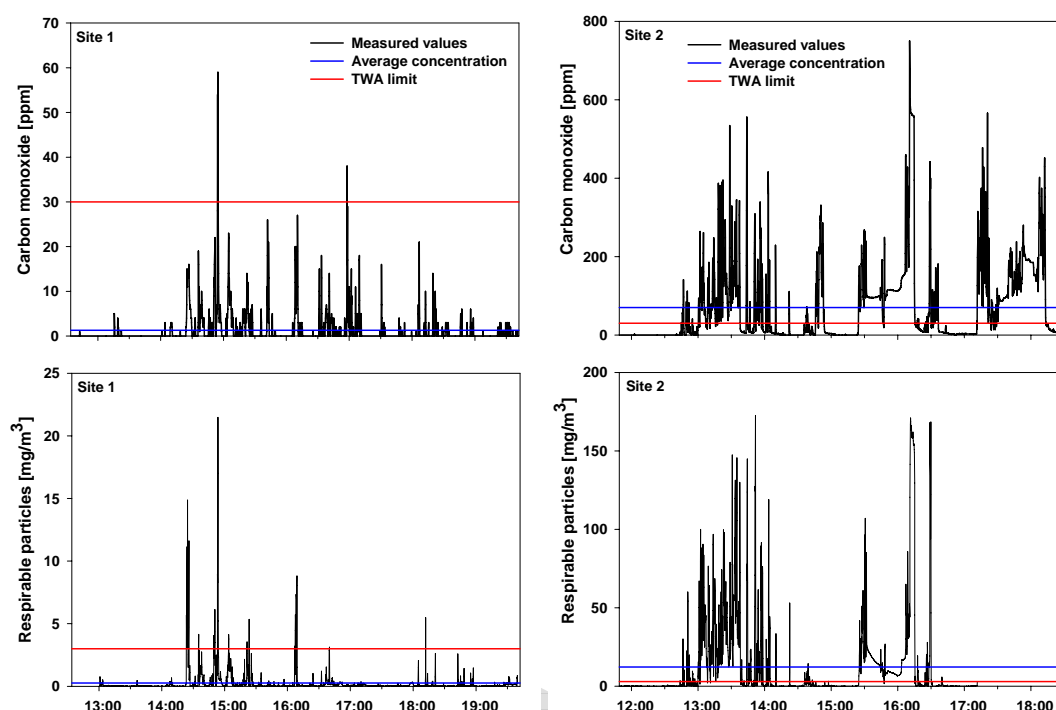 Site 1
Measured values
Average concentration
TWA limit
Carbon monoxide [ppm]
70
60
50
40
30
20
10
0
Site 2
Measured values
Average concentration
TWA limit
Carbon monoxide [ppm]
800
600
400
200
0
Site 1
Respirable particles [mg/m3]
25
20
15
10
5
0
13:00
14:00
15:00
16:00
17:00
18:00
19:00
Site 2
Respirable particles [mg/m3]
200
150
100
50
0
12:00
13:00
14:00
15:00
16:00
17:00
18:00